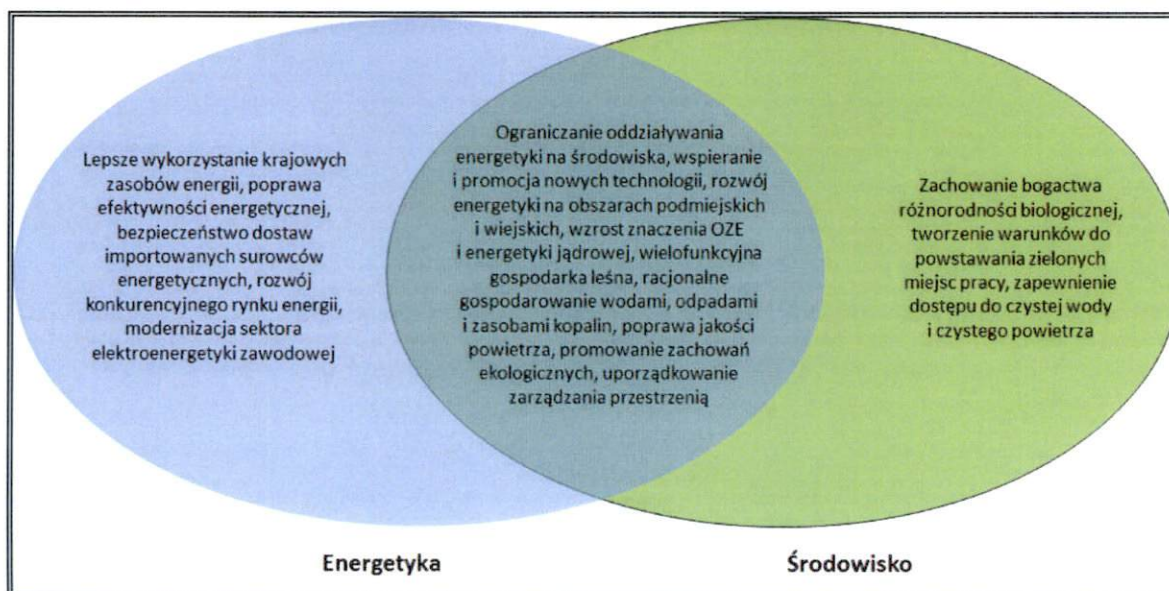 Lepsze wykorzystanie krajowych
zasobów energii, poprawa
efektywności energetycznej,
bezpieczeństwo dostaw
importowanych surowców
energetycznych, rozwój
konkurencyjnego rynku energii,
modernizacja sektora
elektroenergetyki zawodowej
Ograniczanie oddziaływania
energetyki na środowiska, wspieranie
i promocja nowych technologii, rozwój
energetyki na obszarach podmiejskich
i wiejskich, wzrost znaczenia OZE
i energetyki jądrowej, wielofunkcyjna
gospodarka leśna, racjonalne
gospodarowanie wodami, odpadami
i zasobami kopalin, poprawa jakości
powietrza, promowanie zachowań
ekologicznych, uporządkowanie
zarządzania przestrzenią
Zachowanie bogactwa
różnorodności biologicznej,
tworzenie warunków do
powstawania zielonych
miejsc pracy, zapewnienie
dostępu do czystej wody
i czystego powietrza
Energetyka
Środowisko